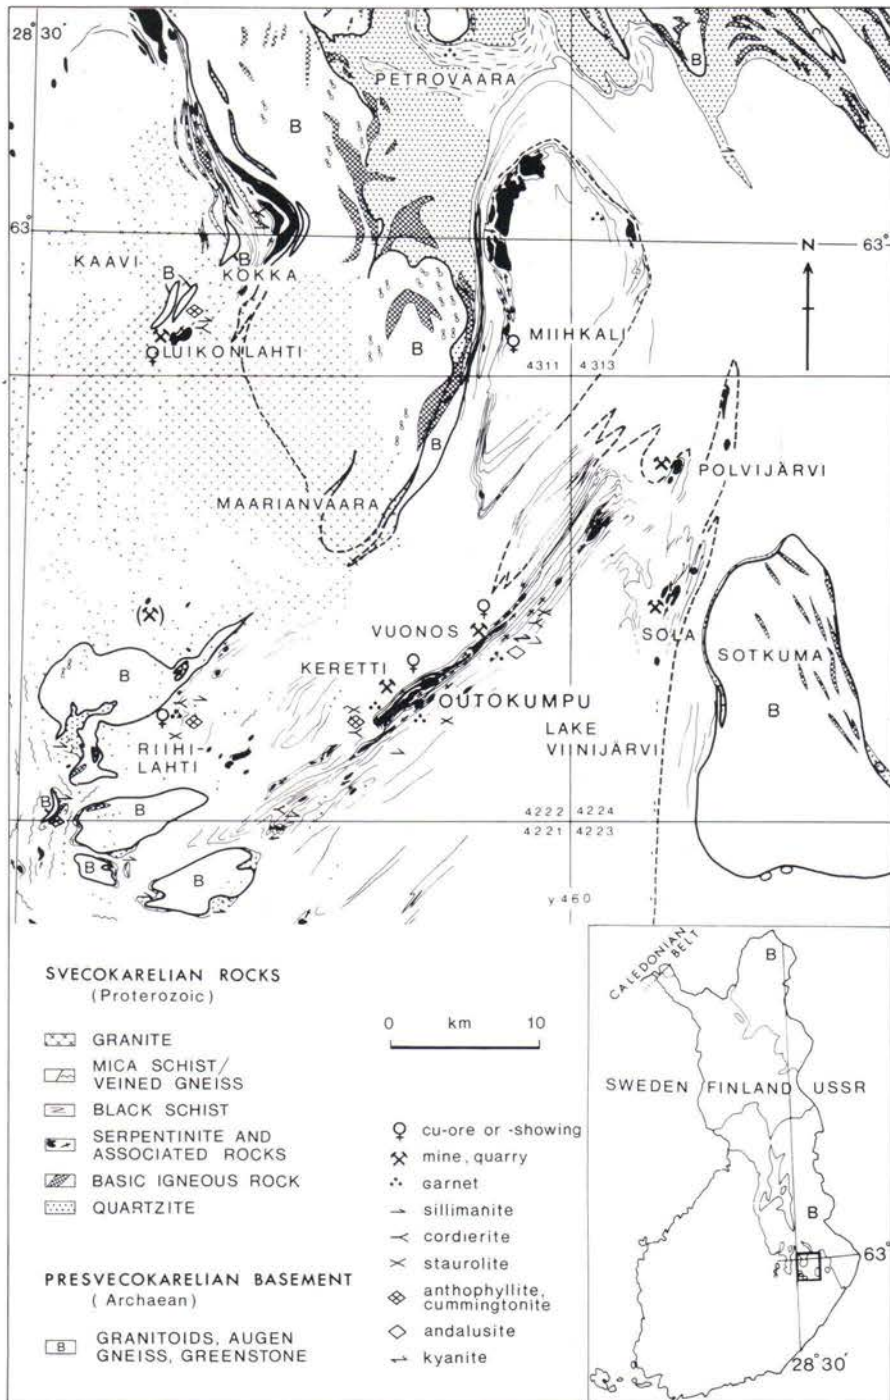 28° 30'
PETROVAARA
B
B
B
63°
63°
N
KAAVI
B
B
KOKKA
LUIKONLAHTI
B
MIIHKALI
4311 4313
B
POLVIJÄRVI
MAARIANVAARA
(⚒)
VUONOS
SOLA
SOTKUMA
B
KERETTI
OUTOKUMPU
B
LAKE
VIINIJÄRVI
RIIHI-
LAHTI
B
B
4222 4224
4221 4223
B
B
y:460
SVECOKARELIAN ROCKS
(Proterozoic)
GRANITE
MICA SCHIST/
VEINED GNEISS
BLACK SCHIST
SERPENTINITE AND
ASSOCIATED ROCKS
BASIC IGNEOUS ROCK
QUARTZITE
PRESVECOKARELIAN BASEMENT
(Archaean)
B GRANITOIDS, AUGEN
GNEISS, GREENSTONE
0 km 10
cu-ore or -showing
mine, quarry
garnet
sillimanite
cordierite
staurolite
anthophyllite,
cummingtonite
andalusite
kyanite
CALEDONIAN
BELT
B
SWEDEN FINLAND USSR
B
63°
28° 30'